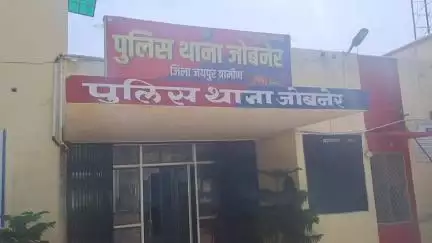 पुलिस थाना जोबनेर
जिला जयपुर ग्रामीण
पुलिस थाना जोबनेर